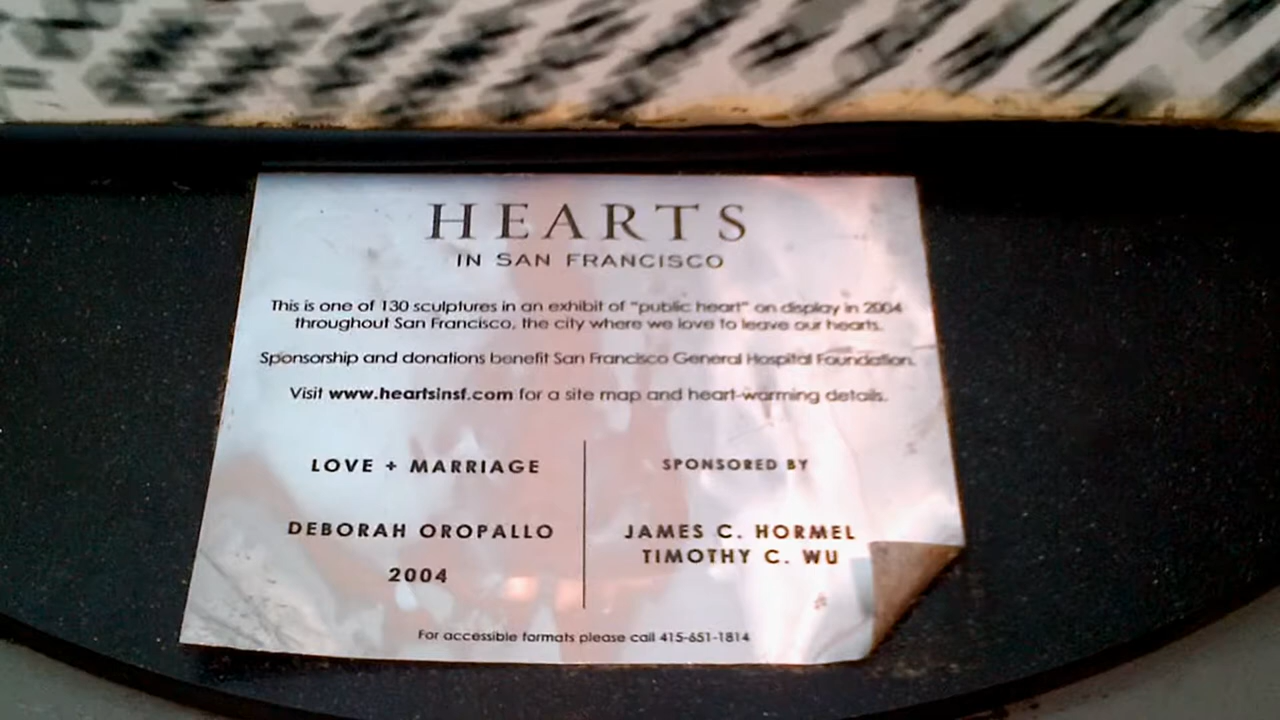 HEARTS
IN SAN FRANCISCO
This is one of 130 sculptures in an exhibit of "public heart" on display in 2004
throughout San Francisco, the city where we love to leave our hearts.
Sponsorship and donations benefit San Francisco General Hospital Foundation.
Visit www.heartsinsf.com for a site map and heart-warming details.
LOVE + MARRIAGE
DEBORAH OROPALLO
2004
SPONSORED BY
JAMES C. HORMEL
TIMOTHY C. WU
For accessible formats please call 415-651-1814